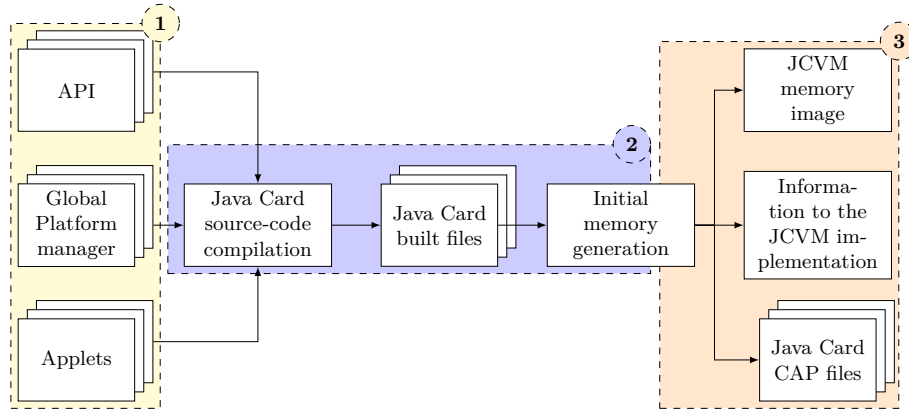 1
API
Global
Platform
manager
Applets
2
Java Card
source-code
compilation
Java Card
built files
Initial
memory
generation
3
JCVM
memory
image
Informa-
tion to the
JCVM im-
plementation
Java Card
CAP files